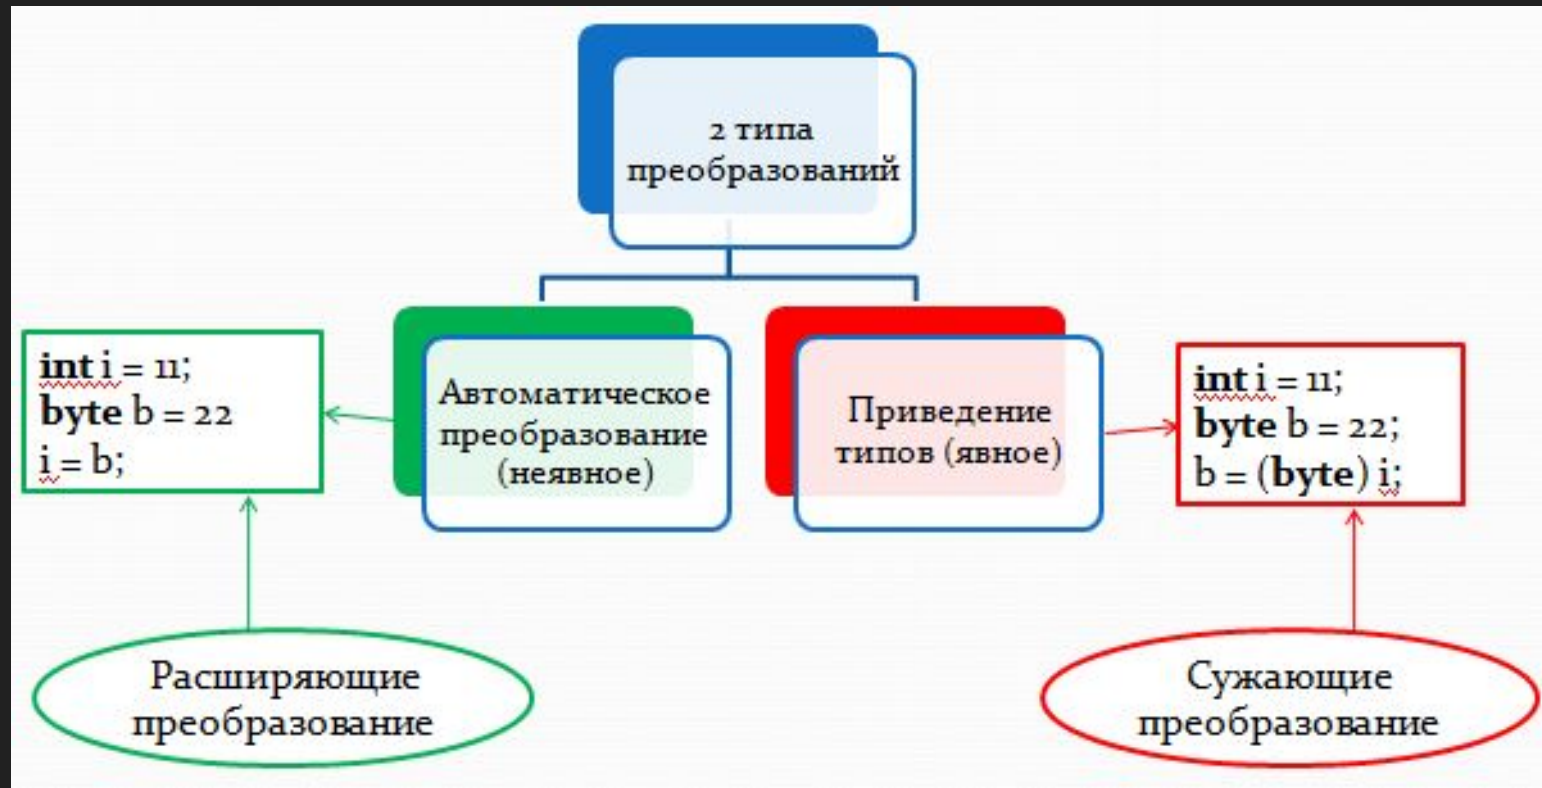 2 типа
преобразований
Автоматическое
преобразование
(неявное)
Приведение
типов (явное)
int i = 11;
byte b = 22
i = b;
int i = 11;
byte b = 22;
b = (byte) i;
Расширяющие
преобразование
Сужающие
преобразование